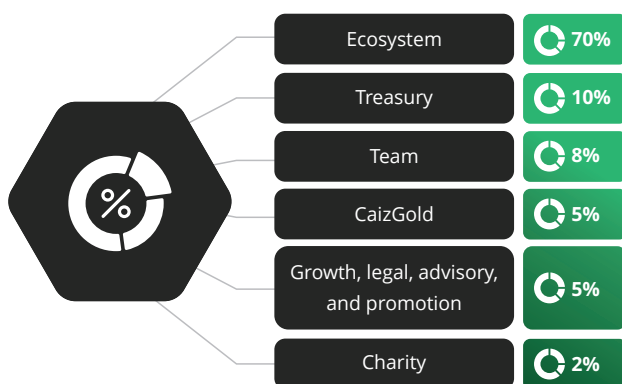 Ecosystem
70%
Treasury
10%
Team
8%
CaizGold
5%
Growth, legal, advisory,
and promotion
5%
Charity
2%
%